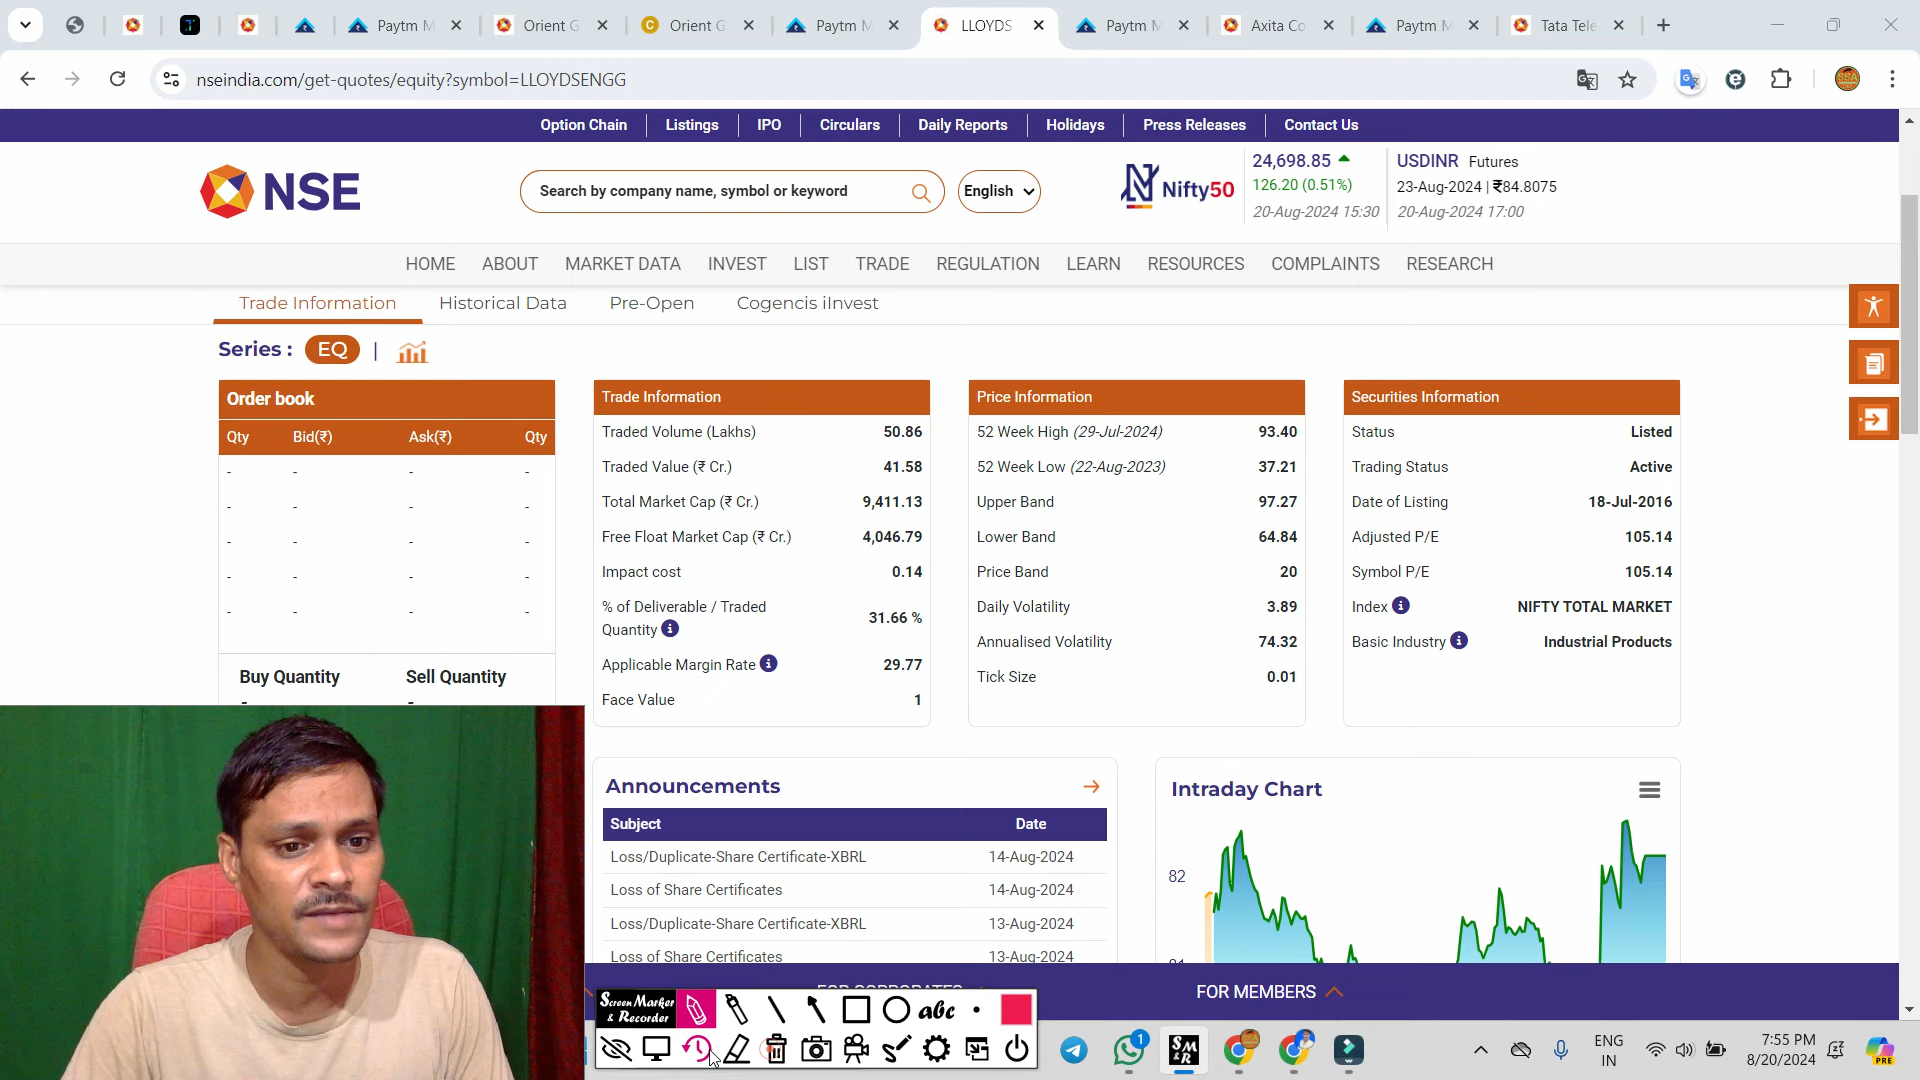 Paytm M
Orient G
Orient G
Paytm M
LLOYDS
Paytm M
Axita Co
Paytm M
Tata Tele
nseindia.com/get-quotes/equity?symbol=LLOYDSENGG
Option Chain
Listings
IPO
Circulars
Daily Reports
Holidays
Press Releases
Contact Us
NSE
Search by company name, symbol or keyword
English
Nifty50
24,698.85
126.20 (0.51%)
20-Aug-2024 15:30
USDINR Futures
23-Aug-2024 | ₹84.8075
20-Aug-2024 17:00
HOME ABOUT MARKET DATA INVEST LIST TRADE REGULATION LEARN RESOURCES COMPLAINTS RESEARCH
Trade Information
Historical Data
Pre-Open
Cogencis iInvest
Series : EQ |
Order book
Qty Bid(₹) Ask(₹) Qty
- - - -
- - - -
- - - -
- - - -
- - - -
Buy Quantity Sell Quantity
Trade Information
Traded Volume (Lakhs) 50.86
Traded Value (₹ Cr.) 41.58
Total Market Cap (₹ Cr.) 9,411.13
Free Float Market Cap (₹ Cr.) 4,046.79
Impact cost 0.14
% of Deliverable / Traded
Quantity 31.66 %
Applicable Margin Rate 29.77
Face Value 1
Price Information
52 Week High (29-Jul-2024) 93.40
52 Week Low (22-Aug-2023) 37.21
Upper Band 97.27
Lower Band 64.84
Price Band 20
Daily Volatility 3.89
Annualised Volatility 74.32
Tick Size 0.01
Securities Information
Status Listed
Trading Status Active
Date of Listing 18-Jul-2016
Adjusted P/E 105.14
Symbol P/E 105.14
Index NIFTY TOTAL MARKET
Basic Industry Industrial Products
Announcements
Subject Date
Loss/Duplicate-Share Certificate-XBRL 14-Aug-2024
Loss of Share Certificates 14-Aug-2024
Loss/Duplicate-Share Certificate-XBRL 13-Aug-2024
Loss of Share Certificates 13-Aug-2024
Intraday Chart
82
FOR MEMBERS
Screen Marker
& Recorder
abc
1
SM
&R
ENG
IN
7:55 PM
8/20/2024
PRE